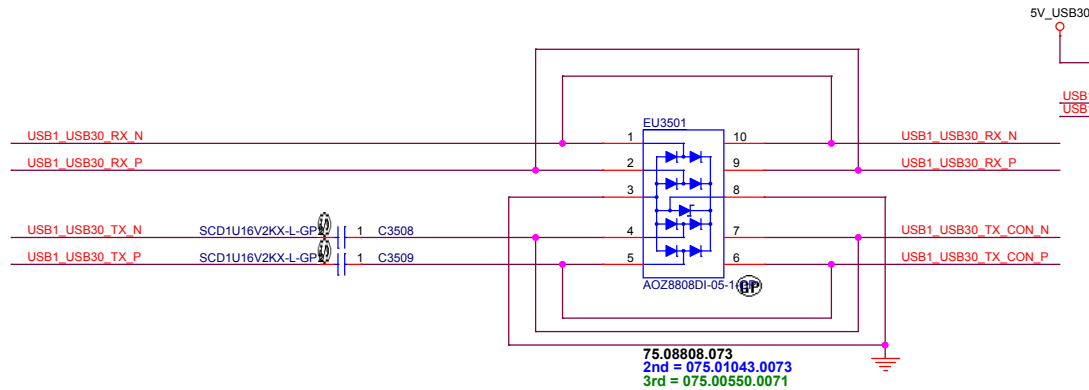 5V_USB30
USB1_USB30_RX_N
EU3501
1
10
USB1_USB30_RX_N
USB1
USB1_USB30_RX_P
2
9
USB1_USB30_RX_P
3
8
USB1_USB30_TX_N
SCD1U16V2KX-L-GP
1
C3508
4
7
USB1_USB30_TX_CON_N
USB1_USB30_TX_P
SCD1U16V2KX-L-GP
1
C3509
5
6
USB1_USB30_TX_CON_P
AOZ8808DI-05-1-GP
75.08808.073
2nd = 075.01043.0073
3rd = 075.00550.0071